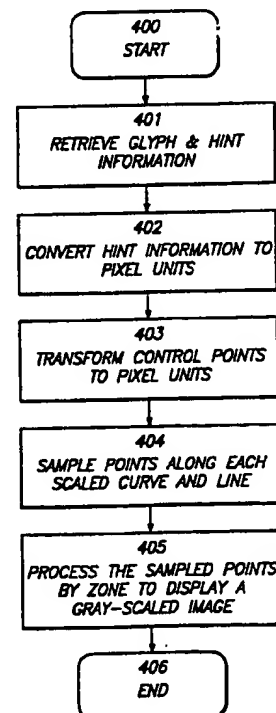 400
START
401
RETRIEVE GLYPH & HINT
INFORMATION
402
CONVERT HINT INFORMATION TO
PIXEL UNITS
403
TRANSFORM CONTROL POINTS
TO PIXEL UNITS
404
SAMPLE POINTS ALONG EACH
SCALED CURVE AND LINE
405
PROCESS THE SAMPLED POINTS
BY ZONE TO DISPLAY A
GRAY-SCALED IMAGE
406
END